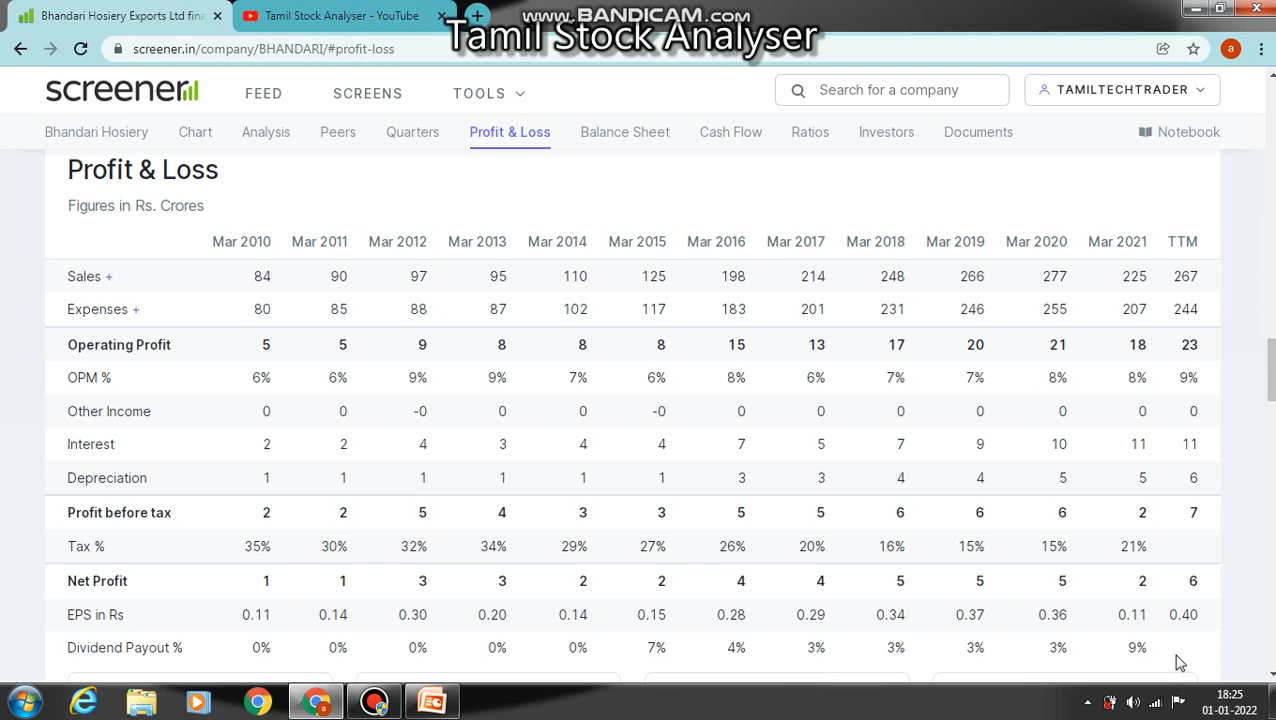 Bhandari Hosiery Exports Ltd fina
Tamil Stock Analyser - YouTube
www.BANDICAM.com
Tamil Stock Analyser
screener.in/company/BHANDARI/#profit-loss
a
screener
FEED SCREENS TOOLS
Search for a company
TAMILTECHTRADER
Bhandari Hosiery Chart Analysis Peers Quarters Profit & Loss Balance Sheet Cash Flow Ratios Investors Documents Notebook
Profit & Loss
Figures in Rs. Crores
Mar 2010 Mar 2011 Mar 2012 Mar 2013 Mar 2014 Mar 2015 Mar 2016 Mar 2017 Mar 2018 Mar 2019 Mar 2020 Mar 2021 TTM
Sales + 84 90 97 95 110 125 198 214 248 266 277 225 267
Expenses + 80 85 88 87 102 117 183 201 231 246 255 207 244
Operating Profit 5 5 9 8 8 8 15 13 17 20 21 18 23
OPM % 6% 6% 9% 9% 7% 6% 8% 6% 7% 7% 8% 8% 9%
Other Income 0 0 -0 0 0 -0 0 0 0 0 0 0 0
Interest 2 2 4 3 4 4 7 5 7 9 10 11 11
Depreciation 1 1 1 1 1 1 3 3 4 4 5 5 6
Profit before tax 2 2 5 4 3 3 5 5 6 6 6 2 7
Tax % 35% 30% 32% 34% 29% 27% 26% 20% 16% 15% 15% 21%
Net Profit 1 1 3 3 2 2 4 4 5 5 5 2 6
EPS in Rs 0.11 0.14 0.30 0.20 0.14 0.15 0.28 0.29 0.34 0.37 0.36 0.11 0.40
Dividend Payout % 0% 0% 0% 0% 0% 7% 4% 3% 3% 3% 3% 9%
18:25
01-01-2022